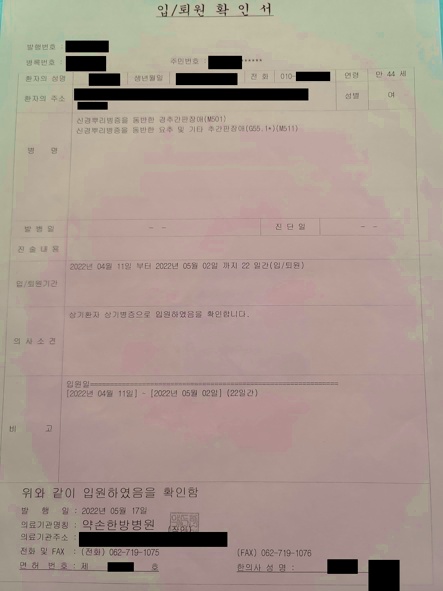 입/퇴원 확 인 서
발행번호 :
병록번호 : 주민번호 : ******
환자의 성명 생년월일 전 화 010- 연령 만 44 세
환자의 주소 성별 여
병 명
신경뿌리병증을 동반한 경추간판장애(M501)
신경뿌리병증을 동반한 요추 및 기타 추간판장애(G55.1*)(M511)
발 병 일 - - 진 단 일 - -
진 술 내 용
입/퇴원기간 2022년 04월 11일 부터 2022년 05월 02일 까지 22 일간(입/퇴원)
의 사 소 견 상기환자 상기병증으로 입원하였음을 확인합니다.
비 고
입원일
[2022년 04월 11일] - [2022년 05월 02일] (22일간)
위와 같이 입원하였음을 확인함
발 행 일 : 2022년 05월 17일
의료기관명칭 : 약손한방병원 (직인)
의료기관주소 :
전화 및 FAX : (전화) 062-719-1075 (FAX) 062-719-1076
면 허 번 호 : 제 호 한의사 성 명 :